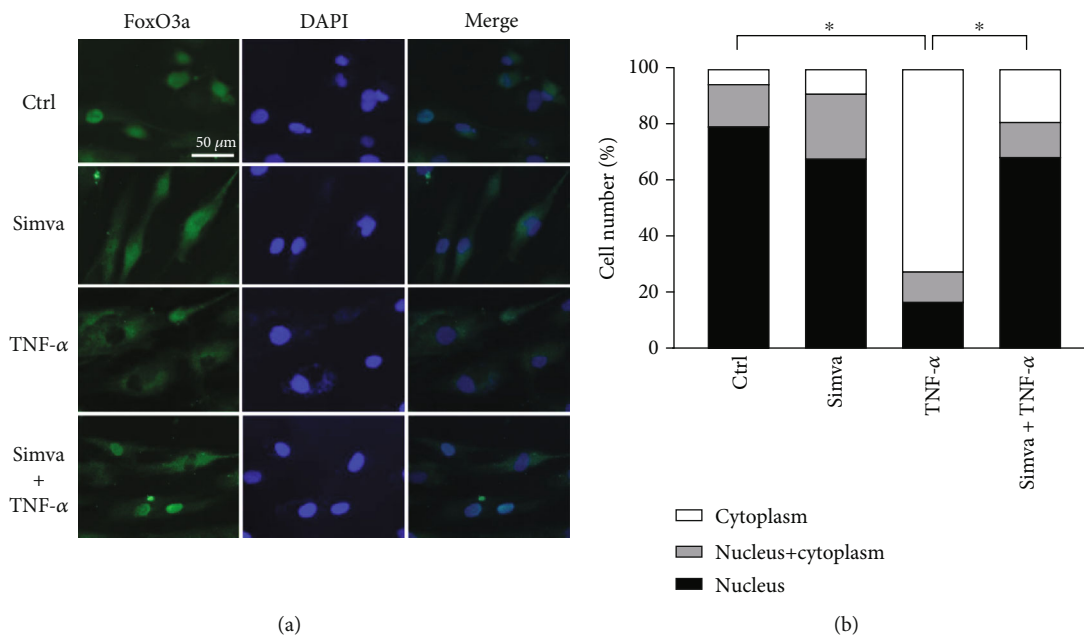 FoxO3a DAPI Merge
Ctrl
50 μm
Simva
TNF-α
Simva
+
TNF-α
(a)
* *
Cell number (%)
100
80
60
40
20
0
Ctrl
Simva
TNF-α
Simva + TNF-α
Cytoplasm
Nucleus+cytoplasm
Nucleus
(b)